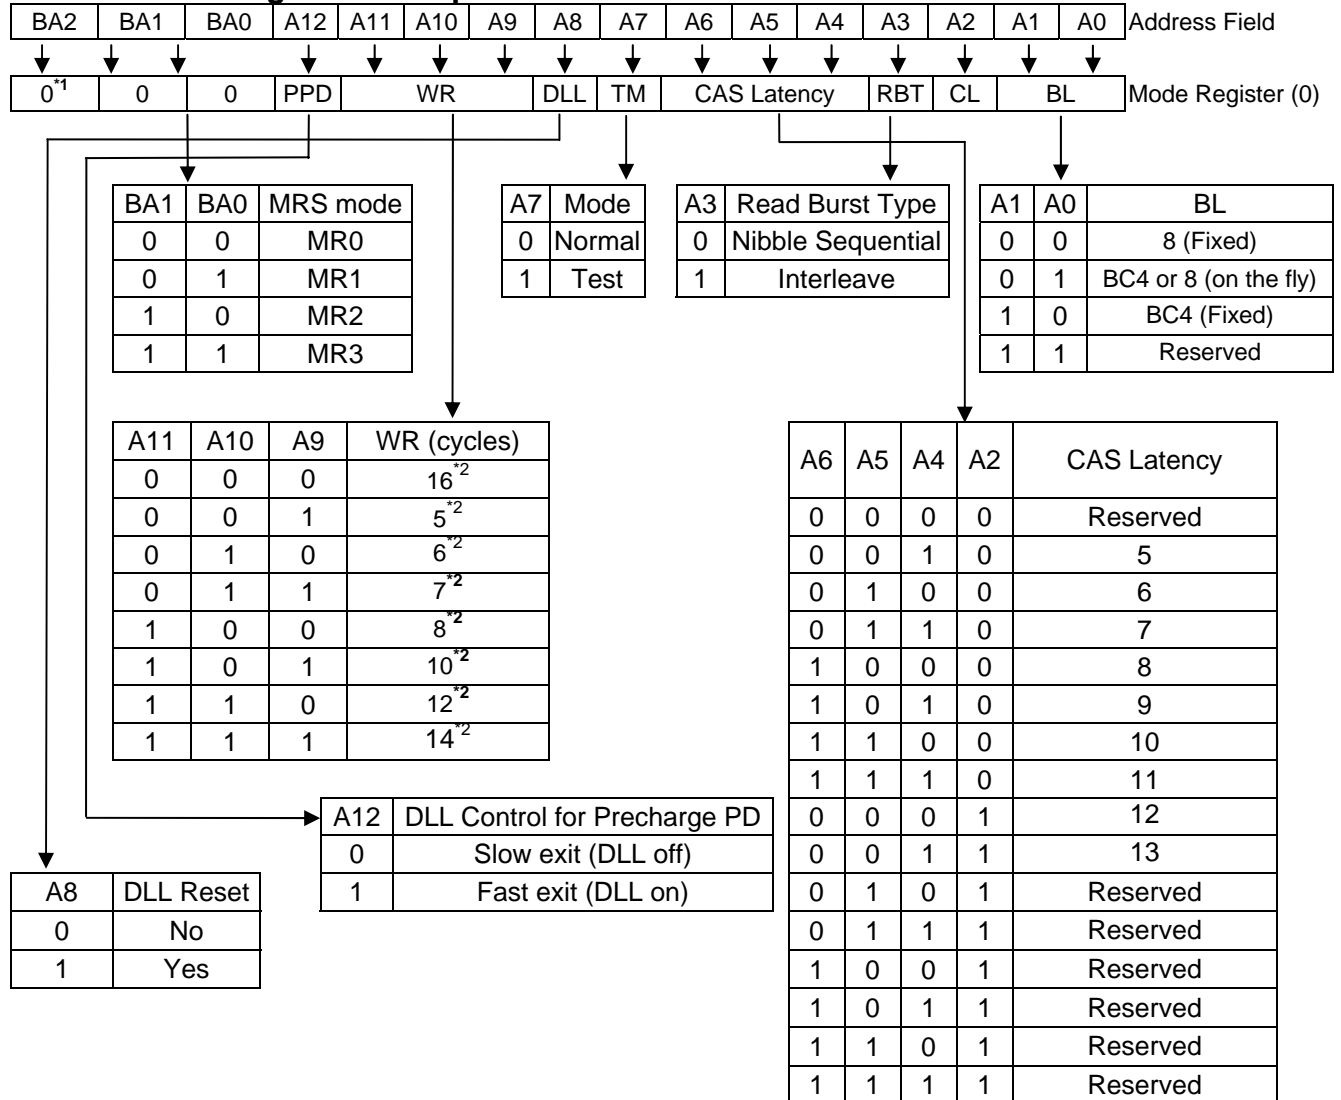 BA2 BA1 BA0 A12 A11 A10 A9 A8 A7 A6 A5 A4 A3 A2 A1 A0 Address Field
0*1 0 0 PPD WR DLL TM CAS Latency RBT CL BL Mode Register (0)
BA1 BA0 MRS mode
0 0 MR0
0 1 MR1
1 0 MR2
1 1 MR3
A7 Mode
0 Normal
1 Test
A3 Read Burst Type
0 Nibble Sequential
1 Interleave
A1 A0 BL
0 0 8 (Fixed)
0 1 BC4 or 8 (on the fly)
1 0 BC4 (Fixed)
1 1 Reserved
A11 A10 A9 WR (cycles)
0 0 0 16*2
0 0 1 5*2
0 1 0 6*2
0 1 1 7*2
1 0 0 8*2
1 0 1 10*2
1 1 0 12*2
1 1 1 14*2
A6 A5 A4 A2 CAS Latency
0 0 0 0 Reserved
0 0 1 0 5
0 1 0 0 6
0 1 1 0 7
1 0 0 0 8
1 0 1 0 9
1 1 0 0 10
1 1 1 0 11
0 0 0 1 12
0 0 1 1 13
0 1 0 1 Reserved
0 1 1 1 Reserved
1 0 0 1 Reserved
1 0 1 1 Reserved
1 1 0 1 Reserved
1 1 1 1 Reserved
A12 DLL Control for Precharge PD
0 Slow exit (DLL off)
1 Fast exit (DLL on)
A8 DLL Reset
0 No
1 Yes